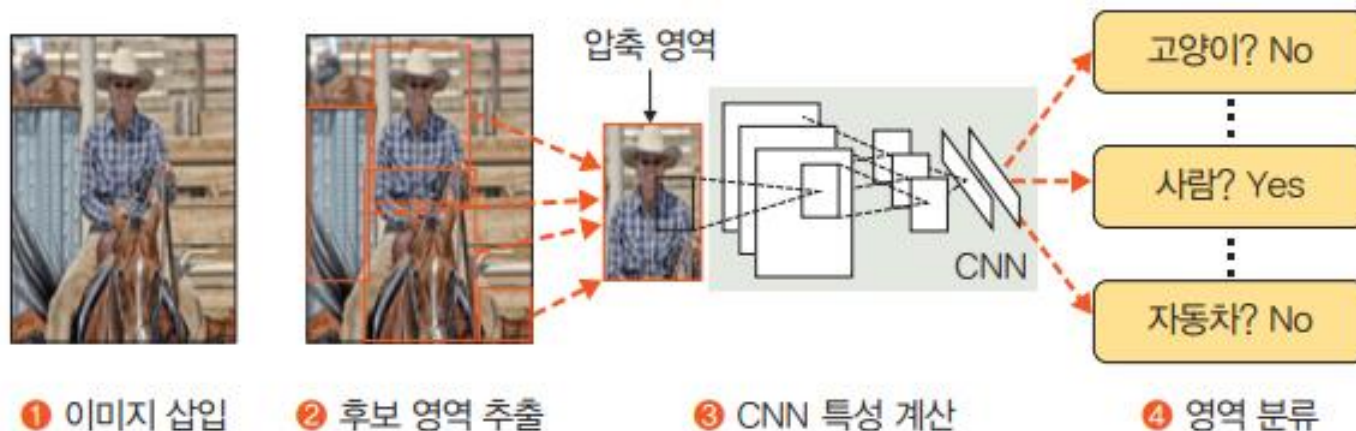 압축 영역
고양이? No
사람? Yes
자동차? No
CNN
❶ 이미지 삽입
❷ 후보 영역 추출
❸ CNN 특성 계산
❹ 영역 분류